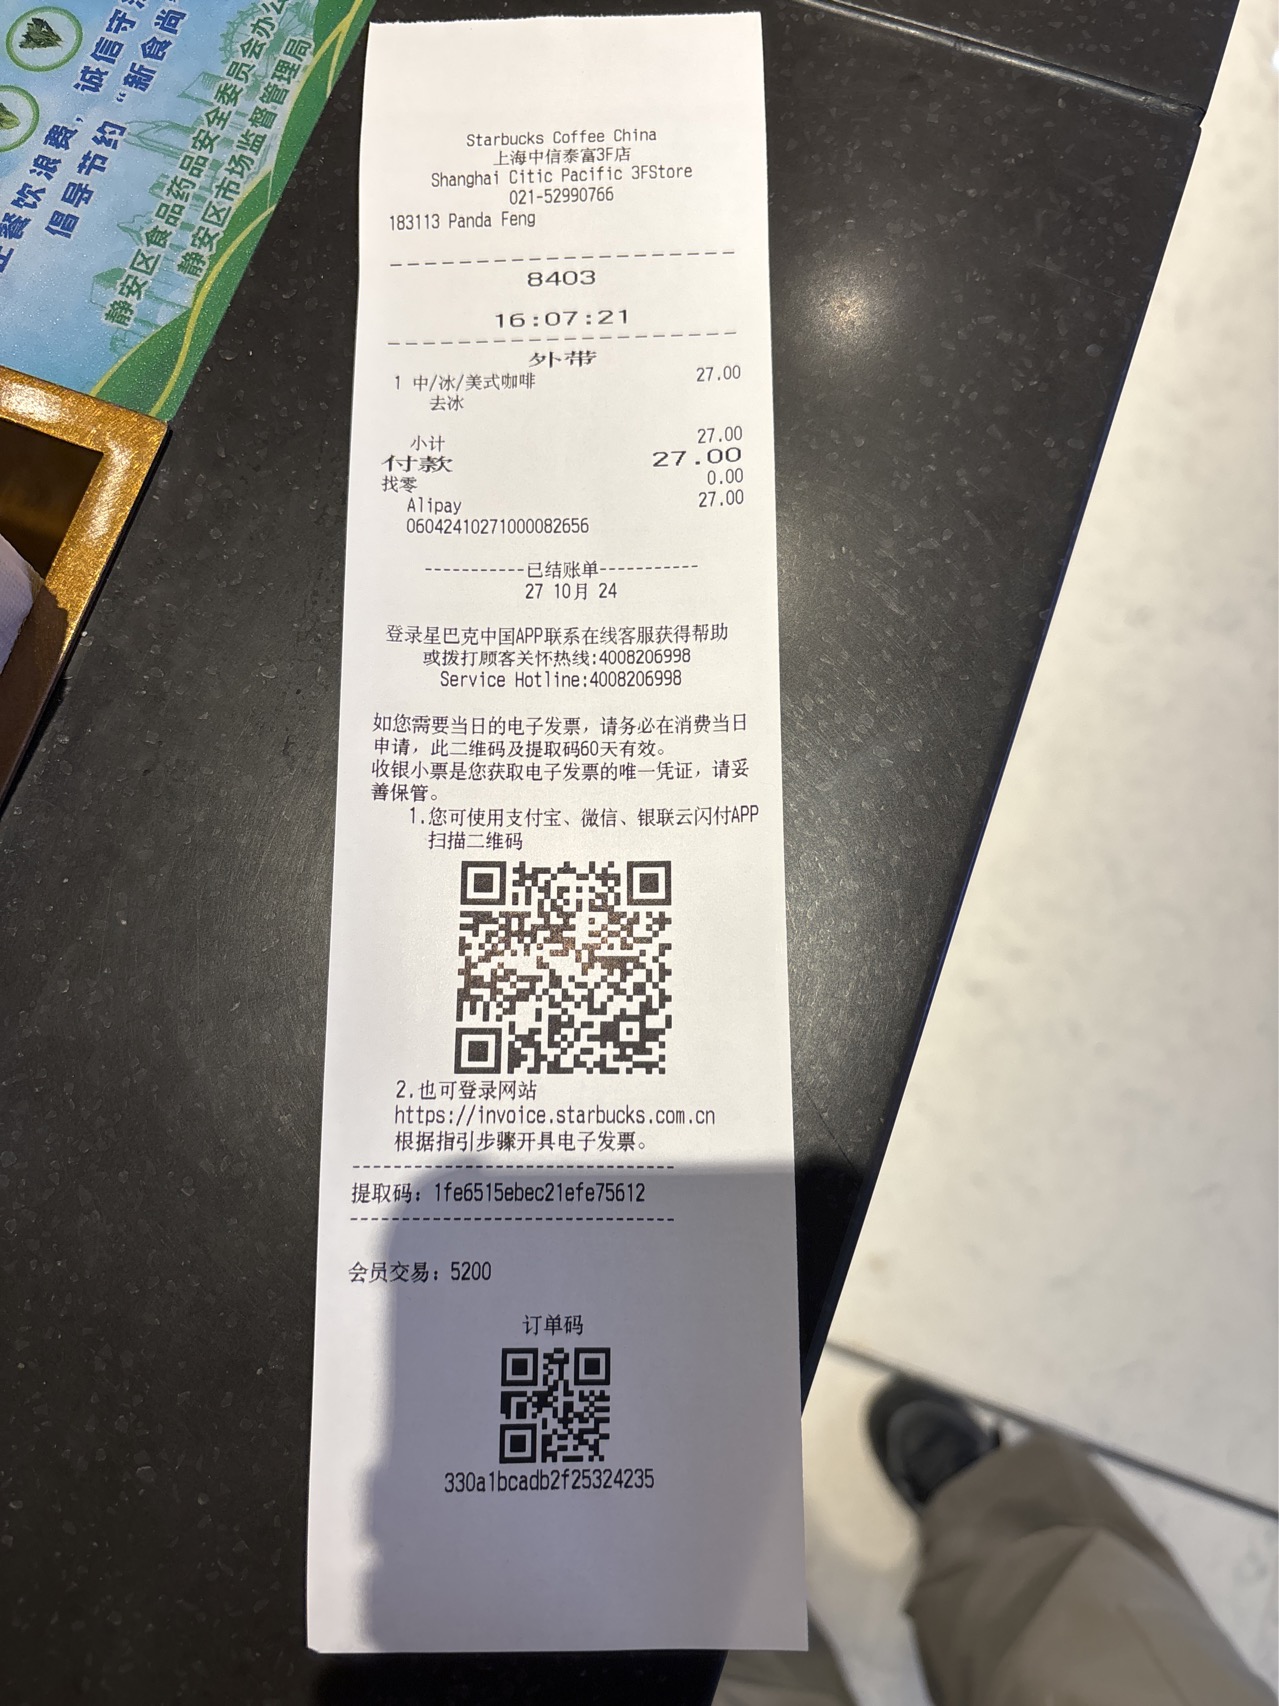 诚信守
餐饮浪费，
倡导节约
"新食尚
静安区食品药品安全委员会办公
静安区市场监督管理局
Starbucks Coffee China
上海中信泰富3F店
Shanghai Citic Pacific 3FStore
021-52990766
183113 Panda Feng
8403
16:07:21
外带
1 中/冰/美式咖啡 27.00
去冰
小计 27.00
付款 27.00
找零 0.00
Alipay 27.00
06042410271000082656
-----------已结账单-----------
27 10月 24
登录星巴克中国APP联系在线客服获得帮助
或拨打顾客关怀热线:4008206998
Service Hotline:4008206998
如您需要当日的电子发票，请务必在消费当日
申请，此二维码及提取码60天有效。
收银小票是您获取电子发票的唯一凭证，请妥
善保管。
1.您可使用支付宝、微信、银联云闪付APP
扫描二维码
2.也可登录网站
https://invoice.starbucks.com.cn
根据指引步骤开具电子发票。
提取码：1fe6515ebec21efe75612
会员交易：5200
订单码
330a1bcadb2f25324235